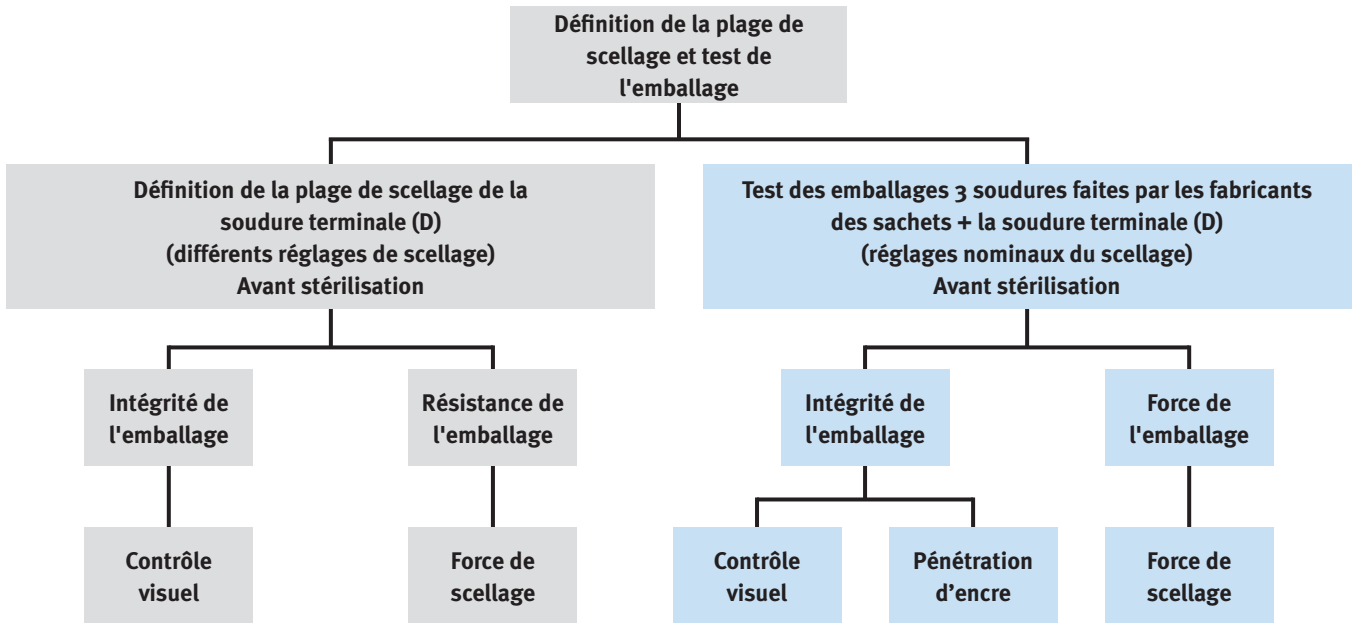 Définition de la plage de
scellage et test de
l'emballage
Définition de la plage de scellage de la
soudure terminale (D)
(différents réglages de scellage)
Avant stérilisation
Test des emballages 3 soudures faites par les fabricants
des sachets + la soudure terminale (D)
(réglages nominaux du scellage)
Avant stérilisation
Intégrité de
l'emballage
Résistance de
l'emballage
Intégrité de
l'emballage
Force de
l'emballage
Contrôle
visuel
Force de
scellage
Contrôle
visuel
Pénétration
d’encre
Force de
scellage